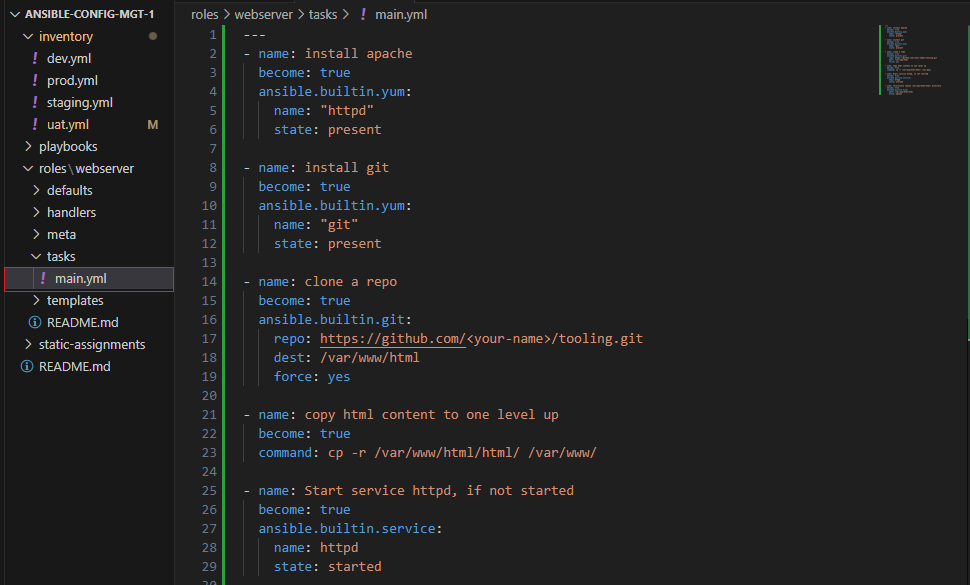 ANSIBLE-CONFIG-MGT-1
inventory
! dev.yml
! prod.yml
! staging.yml
! uat.yml M
playbooks
roles\webserver
defaults
handlers
meta
tasks
! main.yml
templates
README.md
static-assignments
README.md
roles > webserver > tasks > ! main.yml
1 ---
2 - name: install apache
3   become: true
4   ansible.builtin.yum:
5     name: "httpd"
6     state: present
7
8 - name: install git
9   become: true
10   ansible.builtin.yum:
11     name: "git"
12     state: present
13
14 - name: clone a repo
15   become: true
16   ansible.builtin.git:
17     repo: https://github.com/<your-name>/tooling.git
18     dest: /var/www/html
19     force: yes
20
21 - name: copy html content to one level up
22   become: true
23   command: cp -r /var/www/html/html/ /var/www/
24
25 - name: Start service httpd, if not started
26   become: true
27   ansible.builtin.service:
28     name: httpd
29     state: started